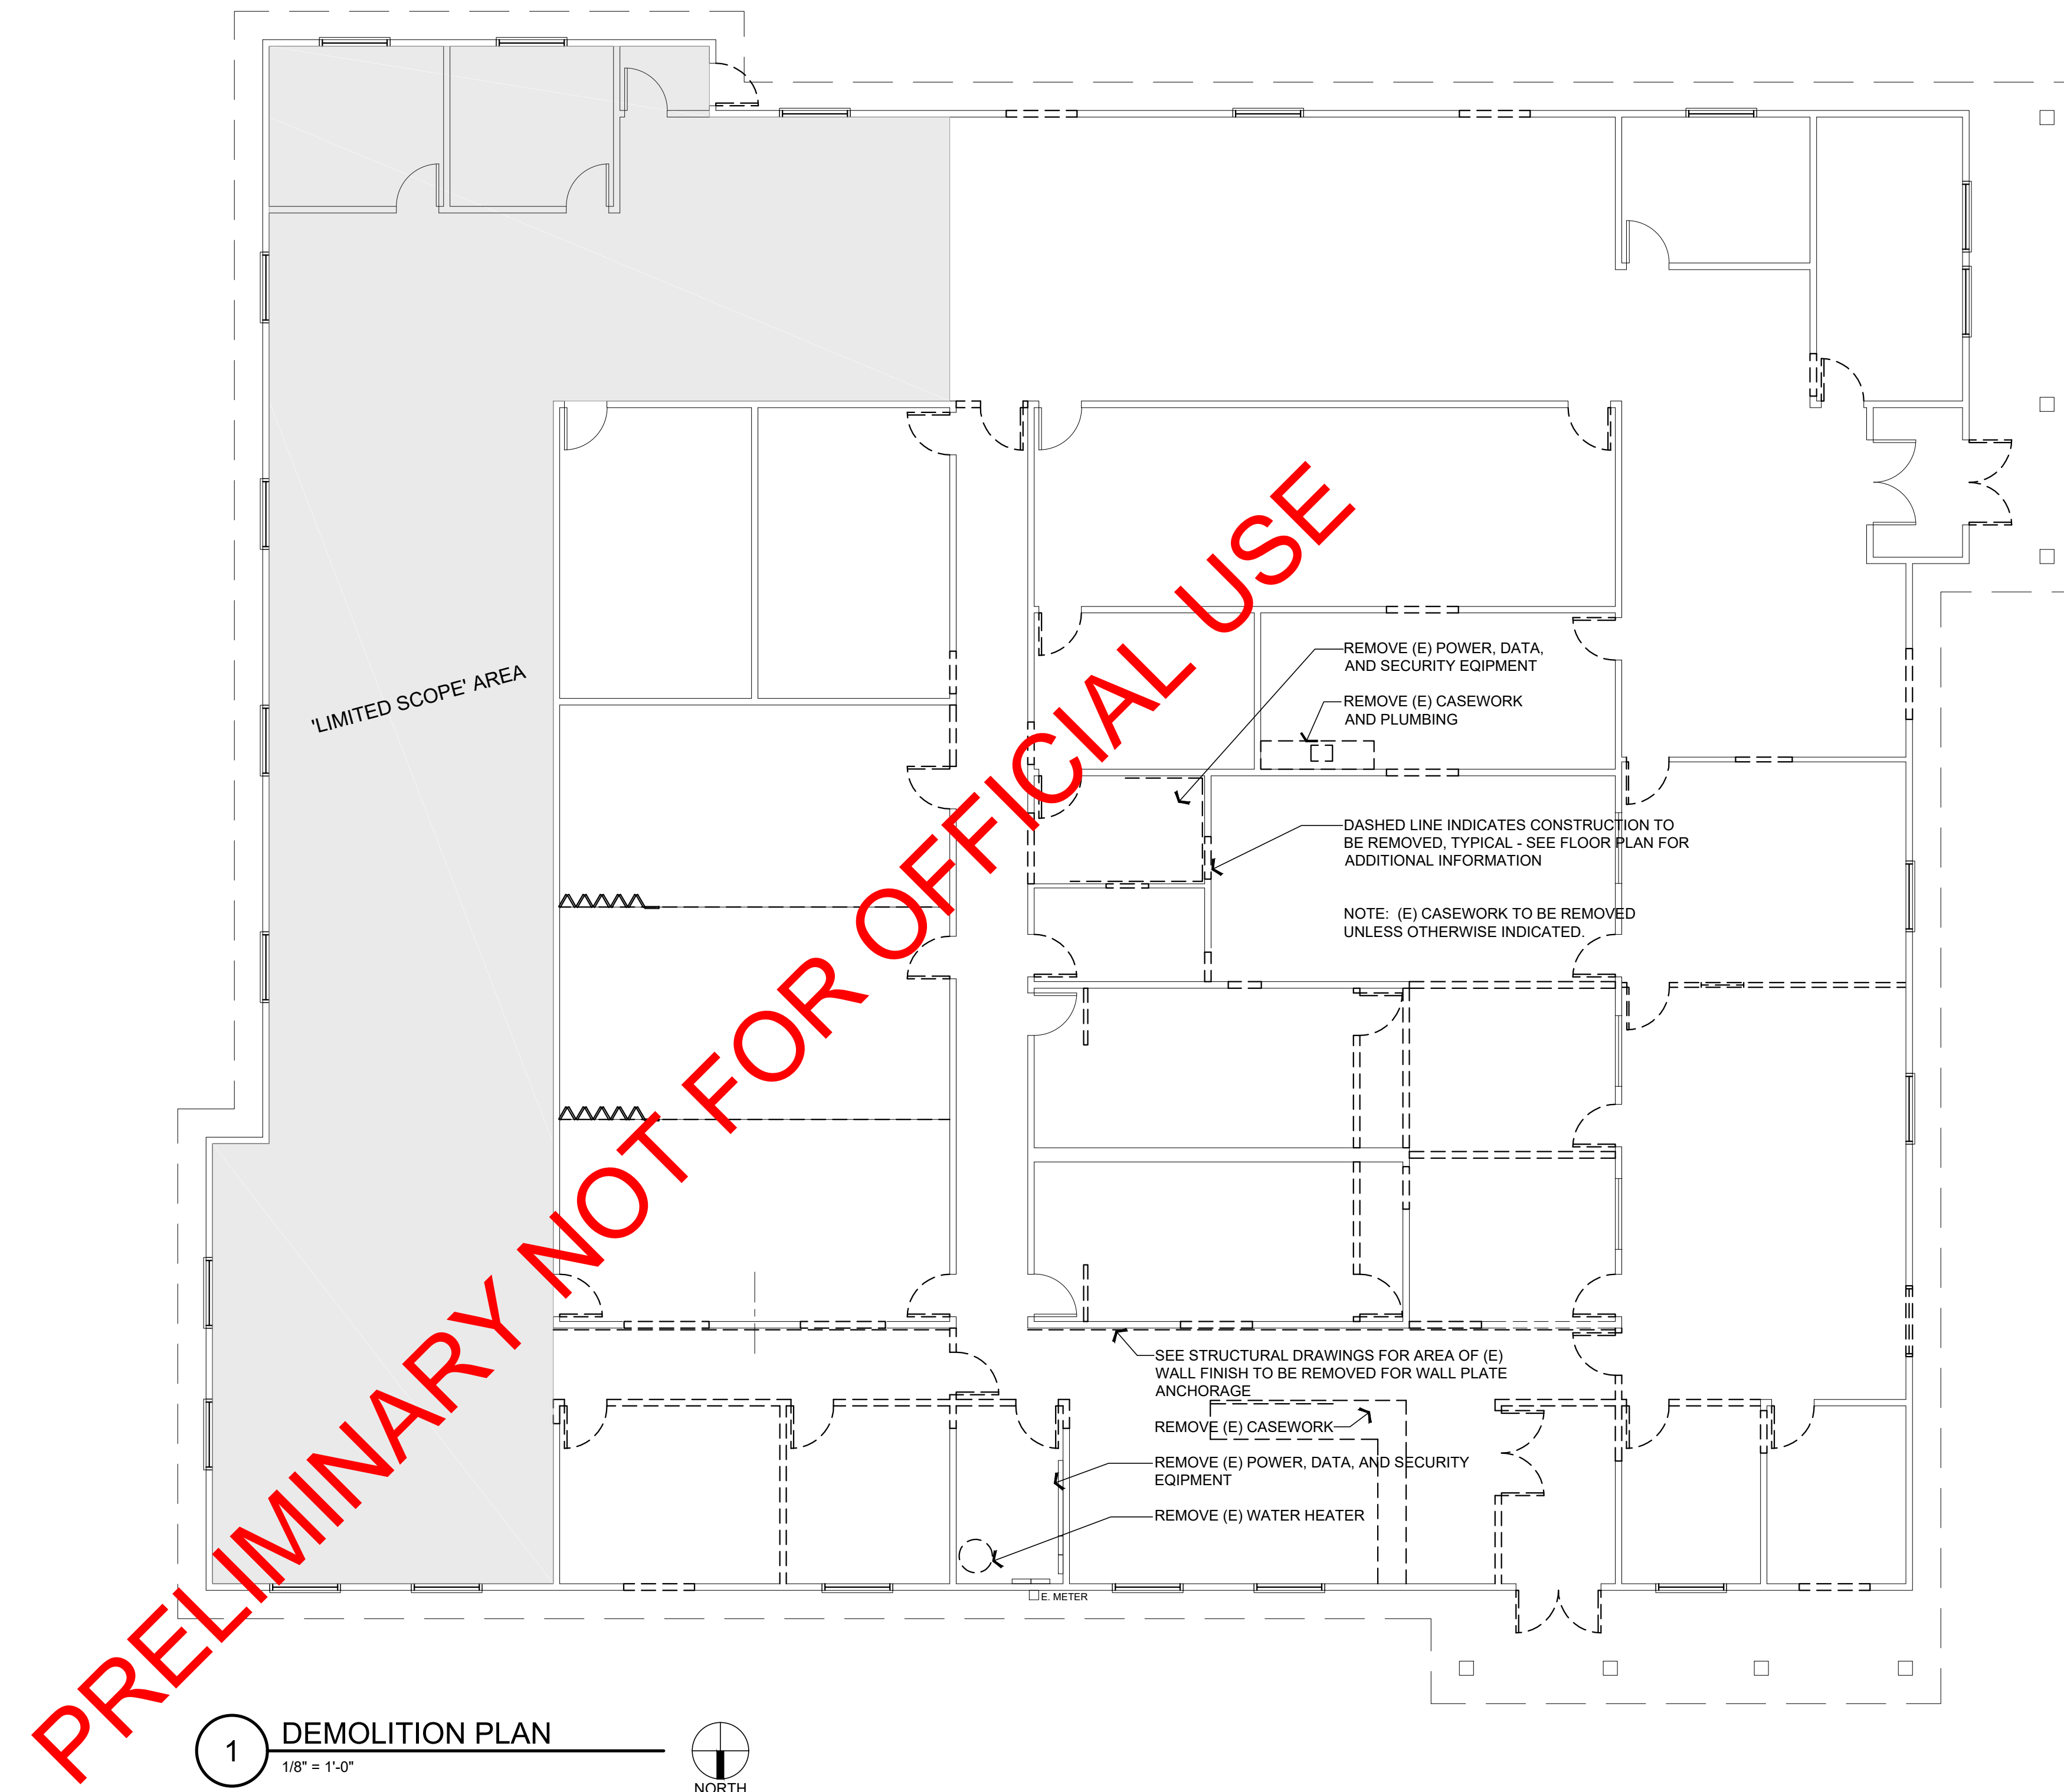 'LIMITED SCOPE' AREA
REMOVE (E) POWER, DATA,
AND SECURITY EQIPMENT
REMOVE (E) CASEWORK
AND PLUMBING
DASHED LINE INDICATES CONSTRUCTION TO
BE REMOVED, TYPICAL - SEE FLOOR PLAN FOR
ADDITIONAL INFORMATION
NOTE: (E) CASEWORK TO BE REMOVED
UNLESS OTHERWISE INDICATED.
SEE STRUCTURAL DRAWINGS FOR AREA OF (E)
WALL FINISH TO BE REMOVED FOR WALL PLATE
ANCHORAGE
REMOVE (E) CASEWORK
REMOVE (E) POWER, DATA, AND SECURITY
EQIPMENT
REMOVE (E) WATER HEATER
E. METER
PRELIMINARY NOT FOR OFFICIAL USE
1
DEMOLITION PLAN
1/8" = 1'-0"
NORTH